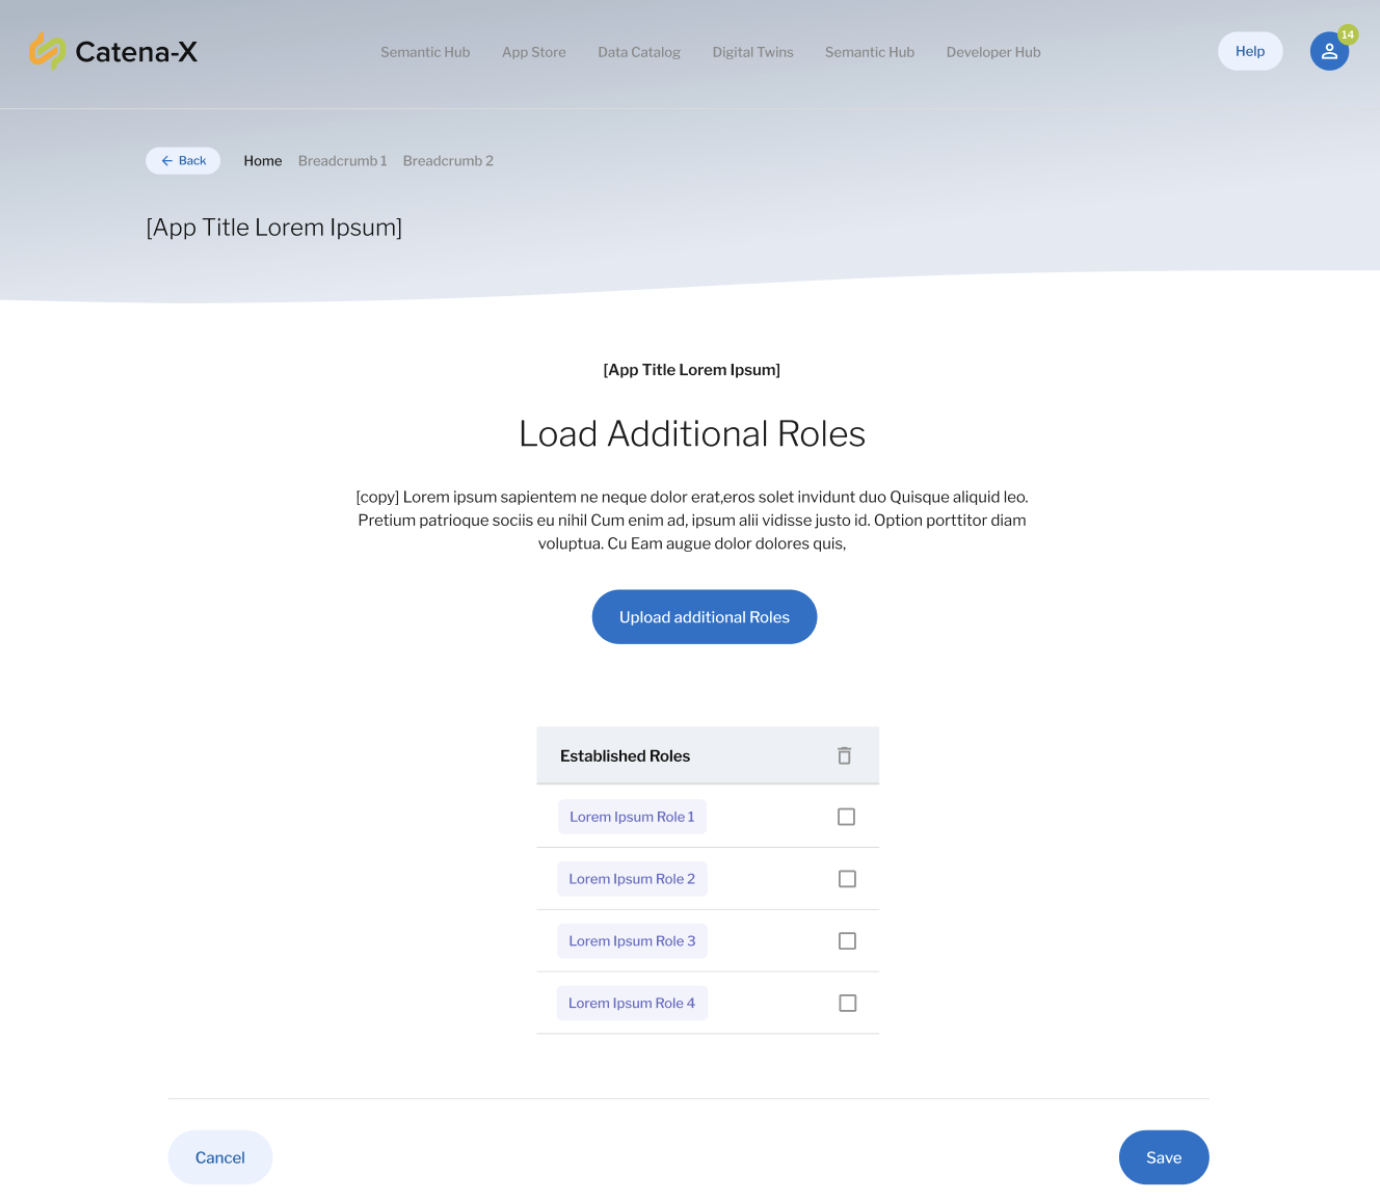 Catena-X
Semantic Hub App Store Data Catalog Digital Twins Semantic Hub Developer Hub
Help
14
Back
Home Breadcrumb 1 Breadcrumb 2
[App Title Lorem Ipsum]
[App Title Lorem Ipsum]
Load Additional Roles
[copy] Lorem ipsum sapientem ne neque dolor erat,eros solet invidunt duo Quisque aliquid leo.
Pretium patrioque sociis eu nihil Cum enim ad, ipsum alii vidisse justo id. Option porttitor diam
voluptua. Cu Eam augue dolor dolores quis,
Upload additional Roles
Established Roles
Lorem Ipsum Role 1
Lorem Ipsum Role 2
Lorem Ipsum Role 3
Lorem Ipsum Role 4
Cancel
Save